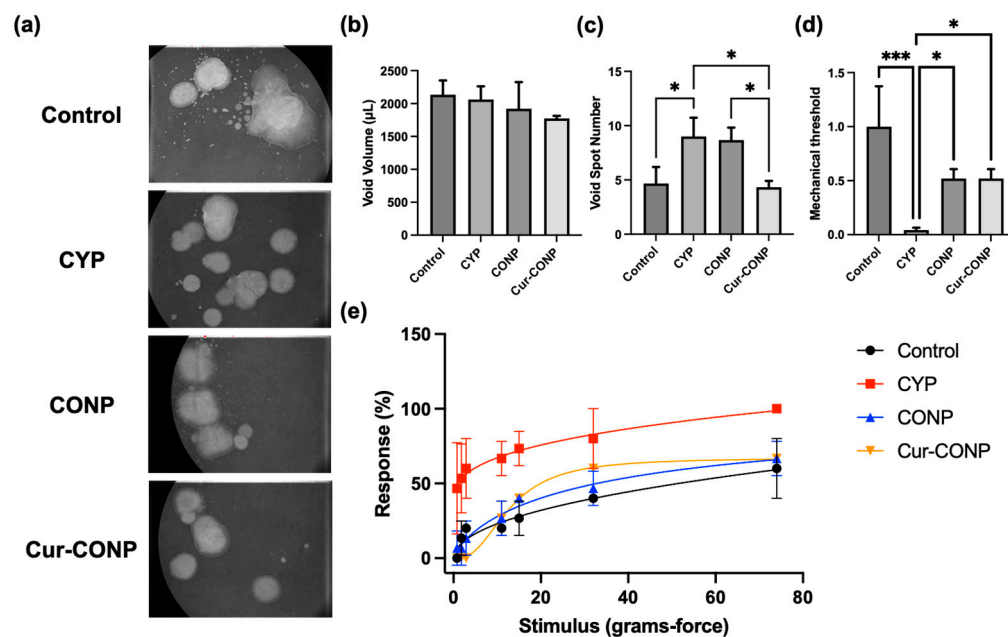 (a)
Control
CYP
CONP
Cur-CONP
(b)
Void Volume (µL)
2500
2000
1500
1000
500
0
Control
CYP
CONP
Cur-CONP
(c)
Void Spot Number
15
10
5
0
*
*
*
Control
CYP
CONP
Cur-CONP
(d)
Mechanical threshold
1.5
1.0
0.5
0.0
*
***
*
Control
CYP
CONP
Cur-CONP
(e)
Response (%)
150
100
50
0
0
20
40
60
80
Stimulus (grams-force)
Control
CYP
CONP
Cur-CONP